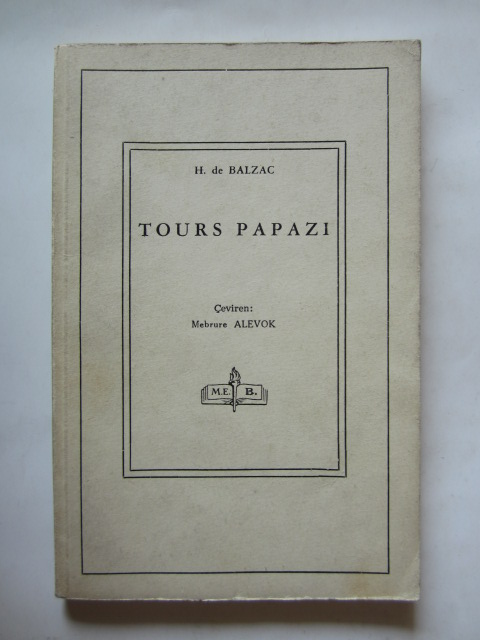 H. de BALZAC
TOURS PAPAZI
Çeviren:
Mebrure ALEVOK
M.E. B.